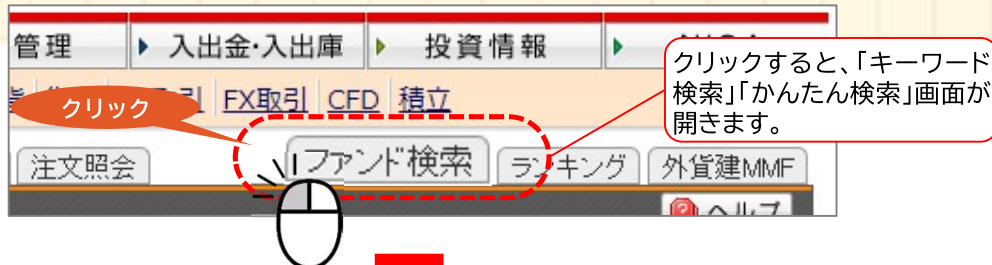 管理 入出金・入出庫 投資情報
クリックすると、「キーワード
検索」「かんたん検索」画面が
開きます。
クリック
FX取引 CFD 積立
注文照会 ファンド検索 ランキング 外貨建MMF
ヘルプ